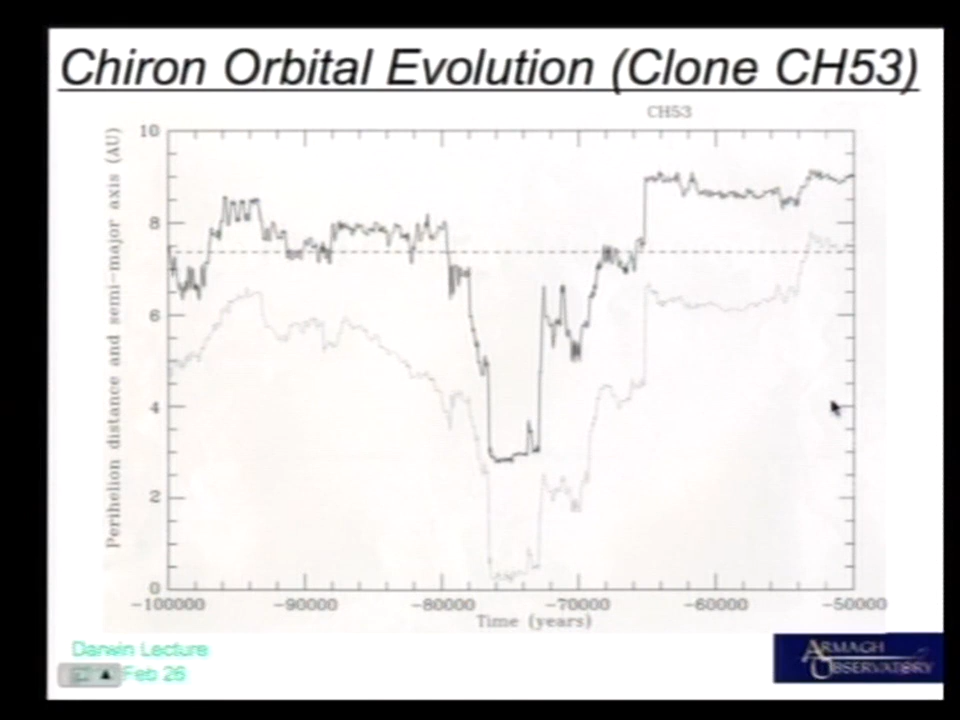 Chiron Orbital Evolution (Clone CH53)
CH53
Perihelion distance and semi-major axis (AU)
10
8
6
4
2
0
-100000 -90000 -80000 -70000 -60000 -50000
Time (years)
Darwin Lecture
Feb 26
ARMAGH
OBSERVATORY